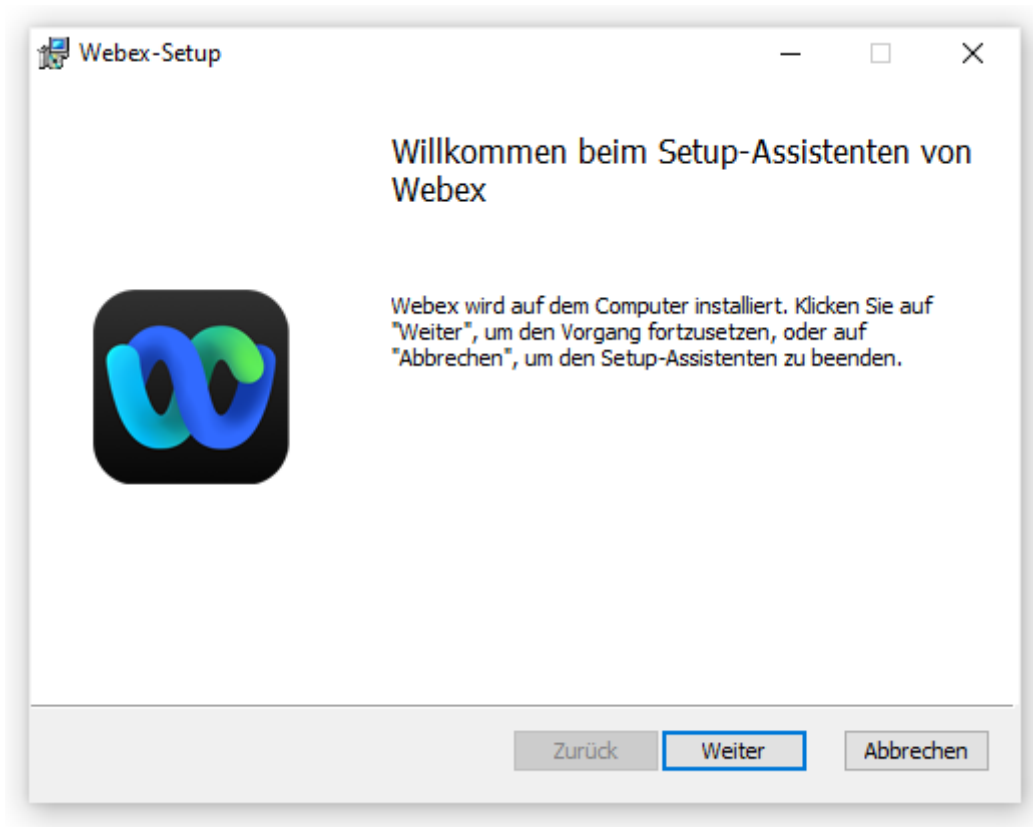 Webex-Setup
Willkommen beim Setup-Assistenten von
Webex
Webex wird auf dem Computer installiert. Klicken Sie auf
"Weiter", um den Vorgang fortzusetzen, oder auf
"Abbrechen", um den Setup-Assistenten zu beenden.
Zurück Weiter Abbrechen